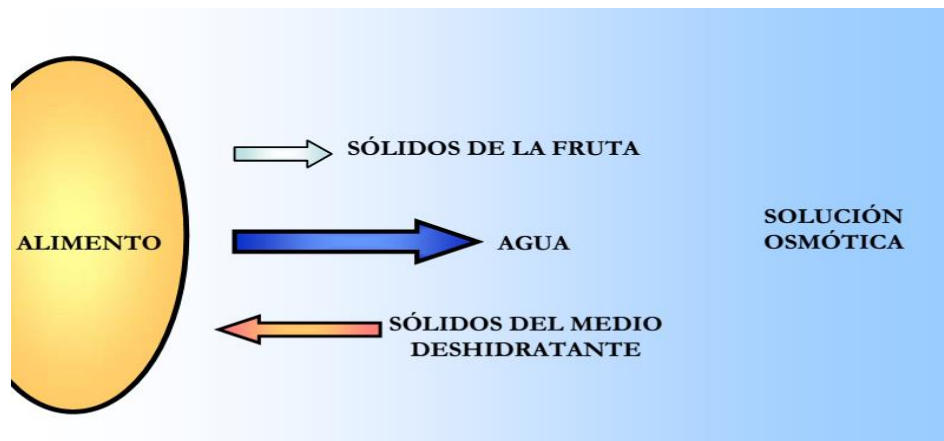 SÓLIDOS DE LA FRUTA
ALIMENTO
AGUA
SOLUCIÓN
OSMÓTICA
SÓLIDOS DEL MEDIO
DESHIDRATANTE